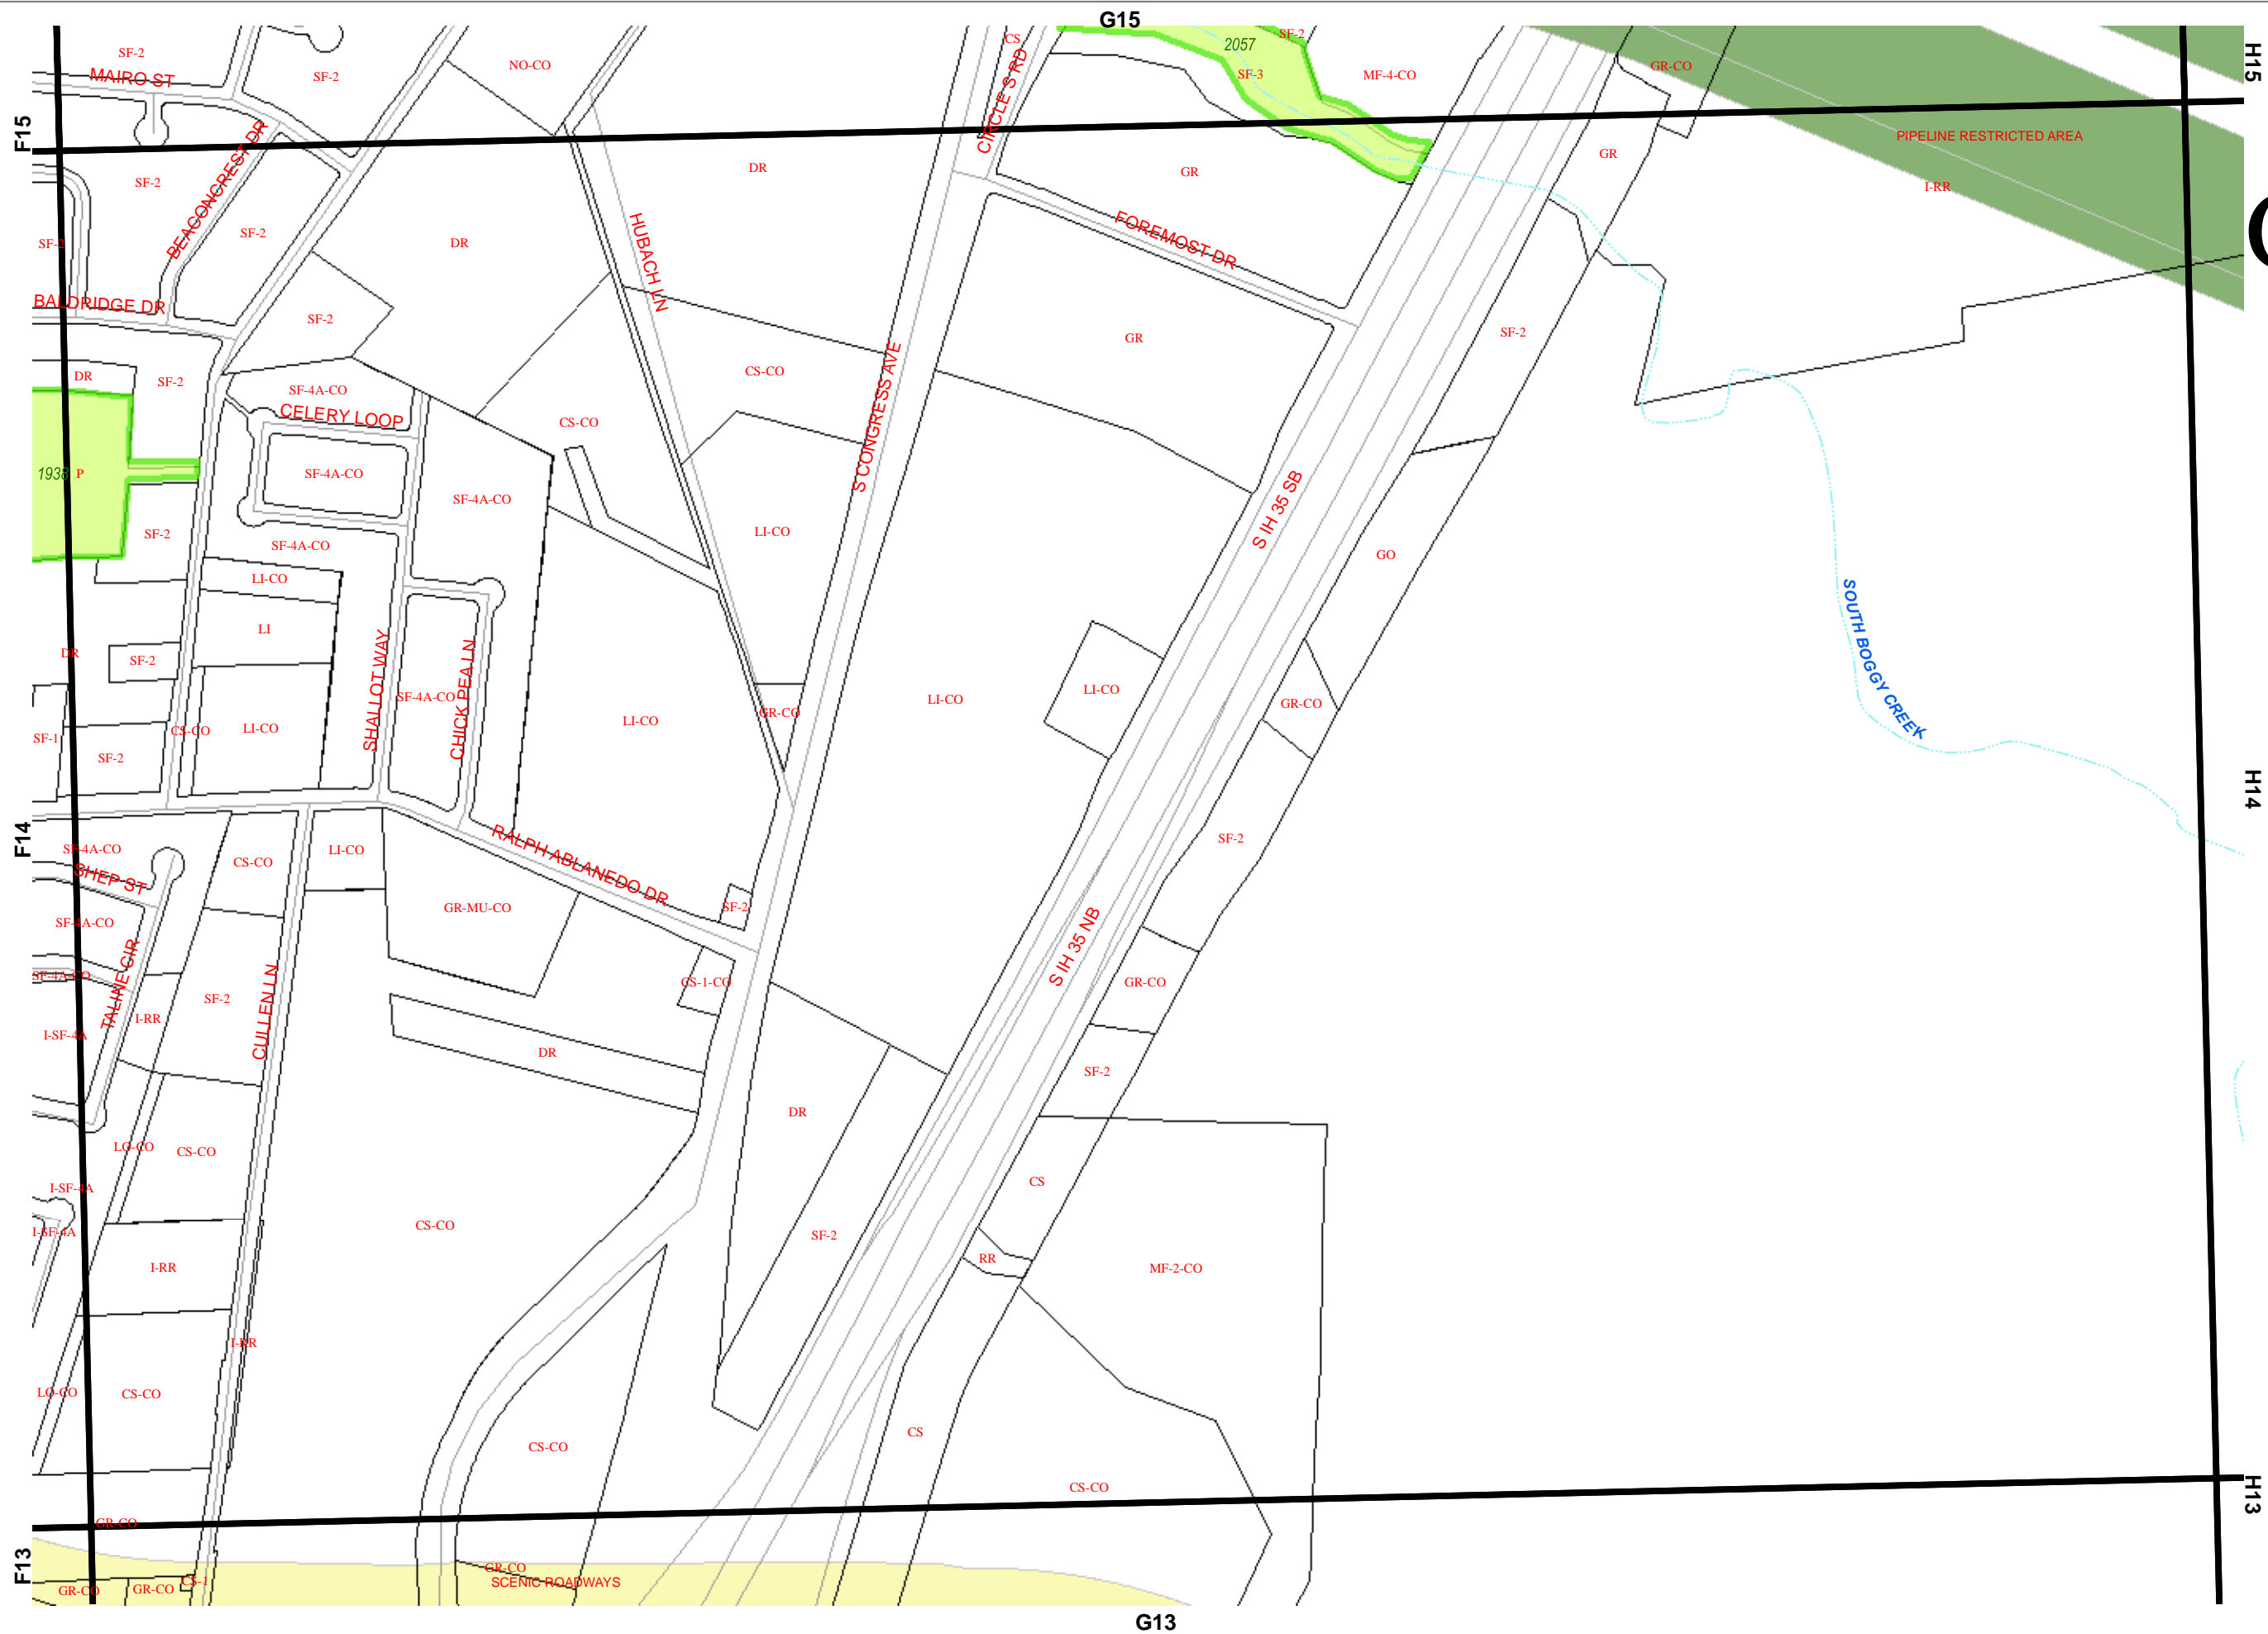 G15
H15
SF-2
MAIRO ST
SF-2
NO-CO
CS
CIRCLE S RD
2057
SF-2
SF-3
MF-4-CO
GR-CO
F15
PIPELINE RESTRICTED AREA
BEACONCREST DR
SF-2
DR
GR
GR
I-RR
SF-2
SF-2
DR
HUBACH LN
FOREMOST DR
BALDRIDGE DR
SF-2
GR
SF-2
DR
SF-2
SF-4A-CO
CS-CO
S CONGRESS AVE
CELERY LOOP
CS-CO
1938
P
SF-4A-CO
SF-4A-CO
S IH 35 SB
SF-2
SF-4A-CO
LI-CO
GO
LI-CO
SOUTH BOGGY CREEK
LI
DR
SF-2
SHALLOT WAY
SF-4A-CO
CHICK PEA LN
LI-CO
GR-CO
LI-CO
LI-CO
GR-CO
SF-1
SF-2
CS-CO
LI-CO
H14
F14
SF-4A-CO
SHEP ST
CS-CO
LI-CO
RALPH ABLANEDO DR
SF-2
SF-4A-CO
GR-MU-CO
SF-2
S IH 35 NB
SF-4A-CO
TALINE CIR
SF-2
CULLEN LN
CS-1-CO
GR-CO
I-SF-4A
I-RR
DR
SF-2
DR
LO-CO
CS-CO
I-SF-4A
CS
I-SF-4A
CS-CO
SF-2
I-RR
RR
MF-2-CO
I-RR
LO-CO
CS-CO
CS-CO
CS
CS-CO
H13
GR-CO
F13
GR-CO
GR-CO
GR-CO
CS-1
SCENIC ROADWAYS
G13